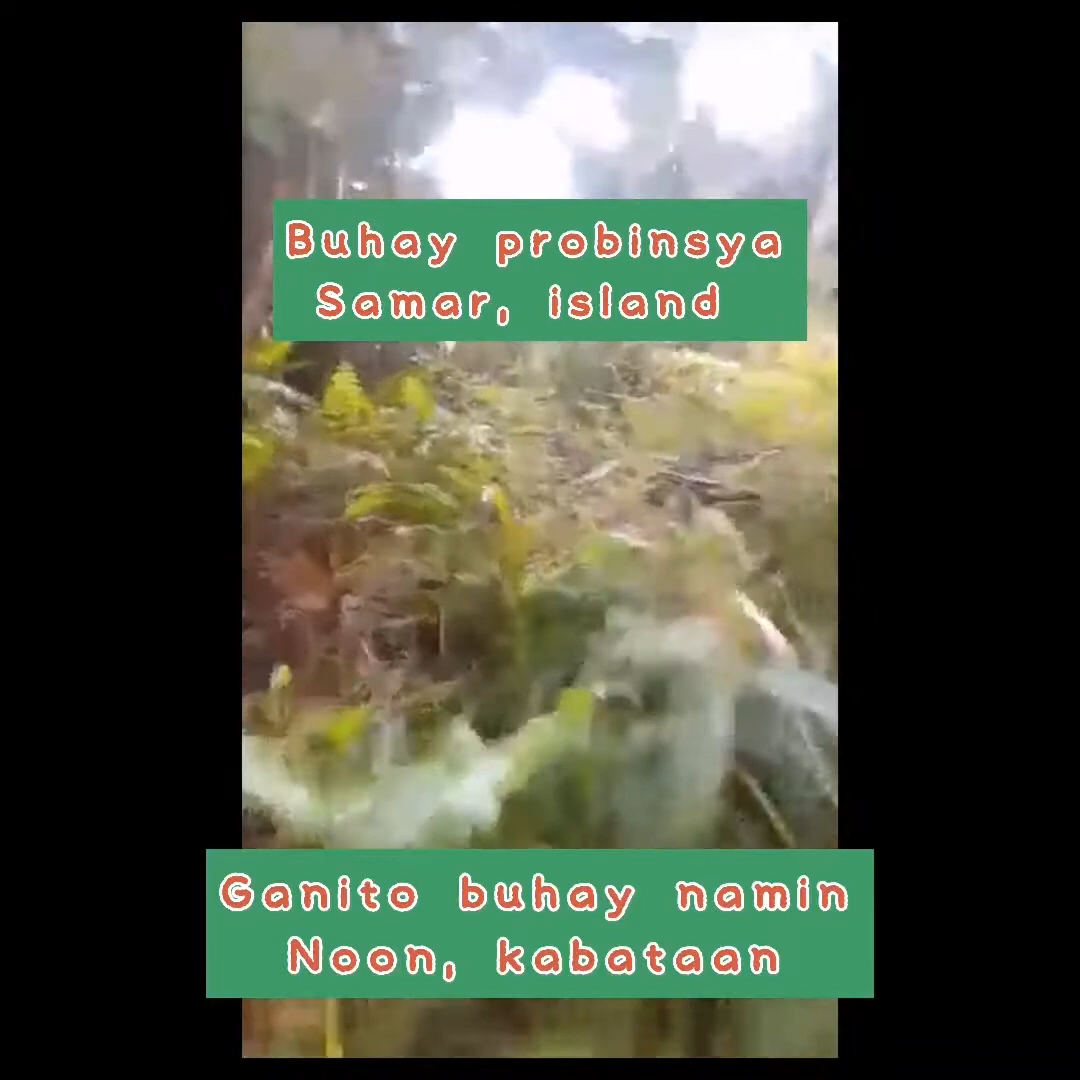 Buhay probinsya
Samar, island
Ganito buhay namin
Noon, kabataan